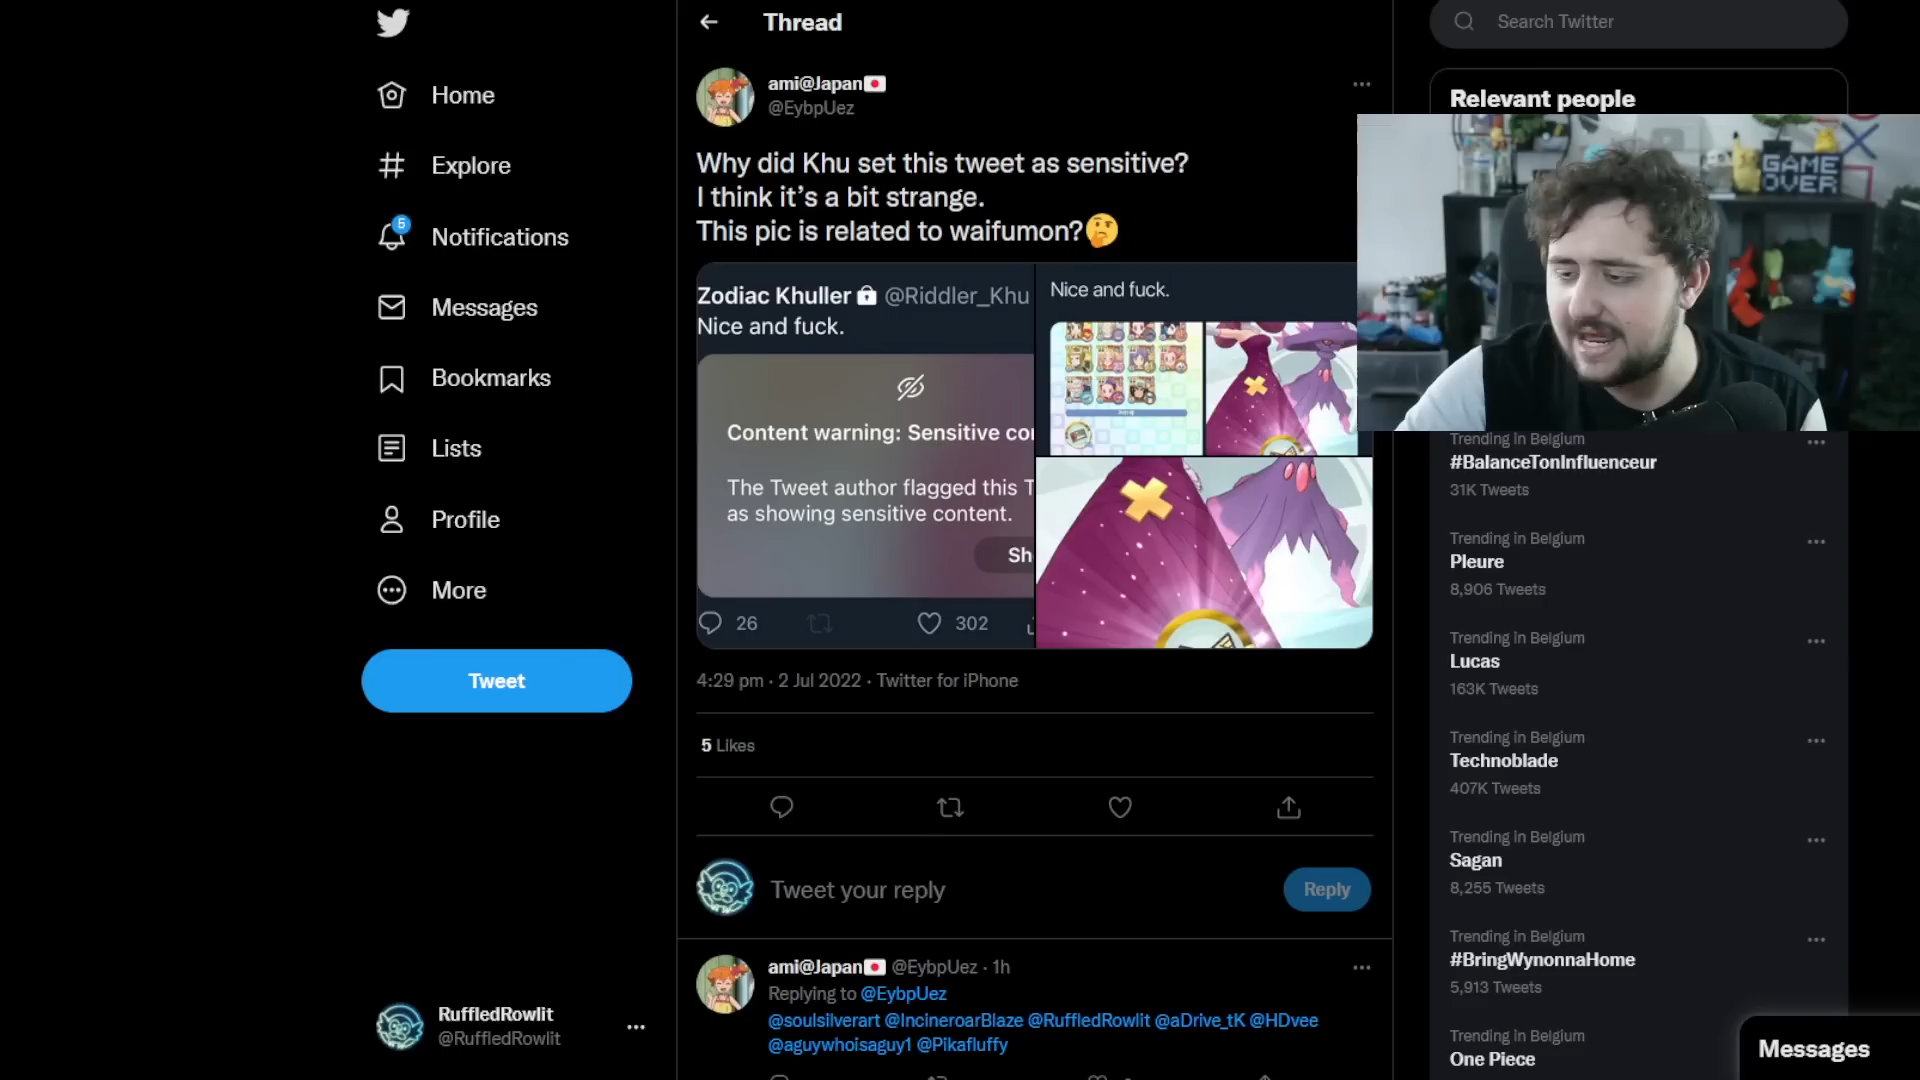 Home
Explore
5
Notifications
Messages
Bookmarks
Lists
Profile
More
Tweet
RuffledRowlit
@RuffledRowlit
Thread
ami@Japan
@EybpUez
Why did Khu set this tweet as sensitive?
I think it’s a bit strange.
This pic is related to waifumon?
Zodiac Khuller @Riddler_Khu
Nice and fuck.
Content warning: Sensitive co
The Tweet author flagged this T
as showing sensitive content.
Sh
26
302
Nice and fuck.
4:29 pm · 2 Jul 2022 · Twitter for iPhone
5 Likes
Tweet your reply
Reply
ami@Japan @EybpUez · 1h
Replying to @EybpUez
@soulsilverart @IncineroarBlaze @RuffledRowlit @aDrive_tK @HDvee
@aguywhoisaguy1 @Pikafluffy
Search Twitter
Relevant people
GAME
OVER
Trending in Belgium
#BalanceTonInfluenceur
31K Tweets
Trending in Belgium
Pleure
8,906 Tweets
Trending in Belgium
Lucas
163K Tweets
Trending in Belgium
Technoblade
407K Tweets
Trending in Belgium
Sagan
8,255 Tweets
Trending in Belgium
#BringWynonnaHome
5,913 Tweets
Trending in Belgium
One Piece
Messages